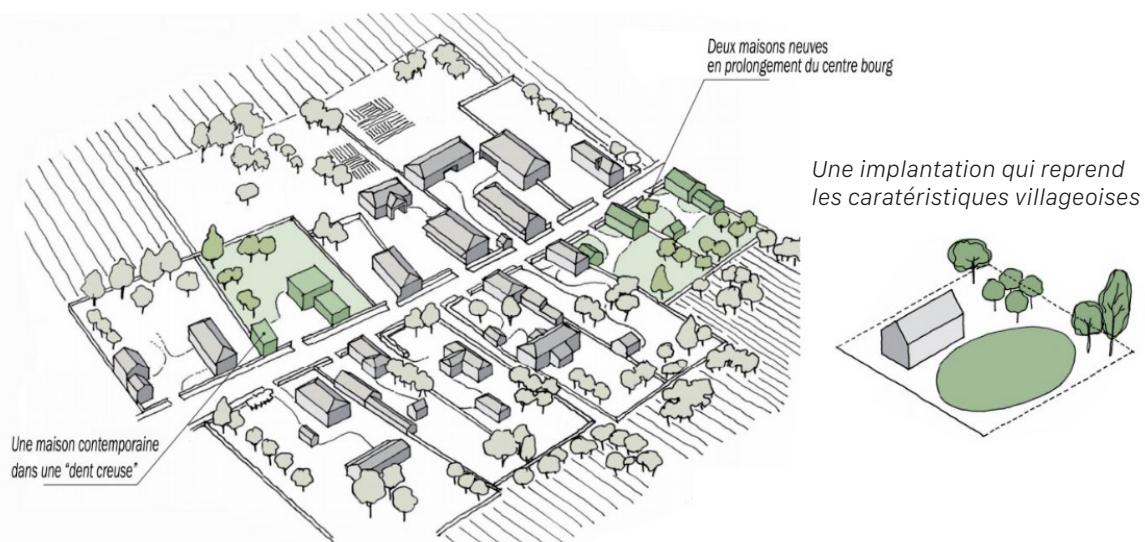 Deux maisons neuves
en prolongement du centre bourg
Une implantation qui reprend
les caratéristiques villageoises
Une maison contemporaine
dans une "dent creuse"